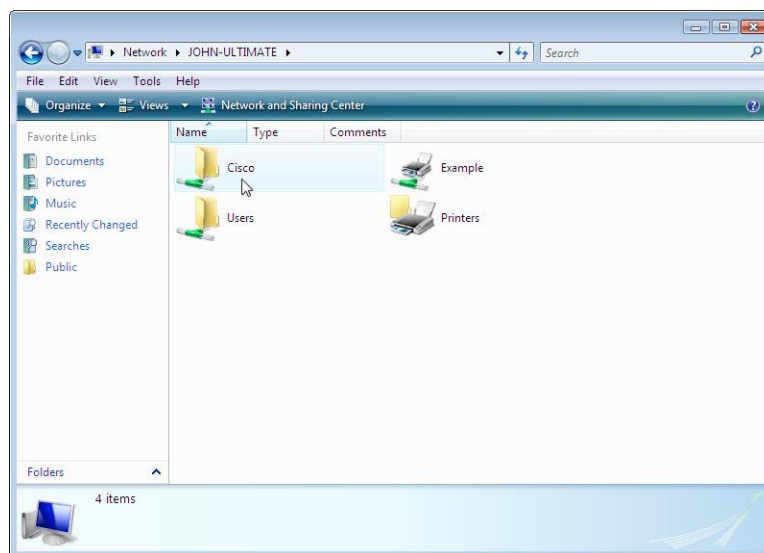 Network ▸ JOHN-ULTIMATE ▸ Search
File Edit View Tools Help
Organize Views Network and Sharing Center
Favorite Links
Documents
Pictures
Music
Recently Changed
Searches
Public
Folders
Name Type Comments
Cisco Example
Users Printers
4 items